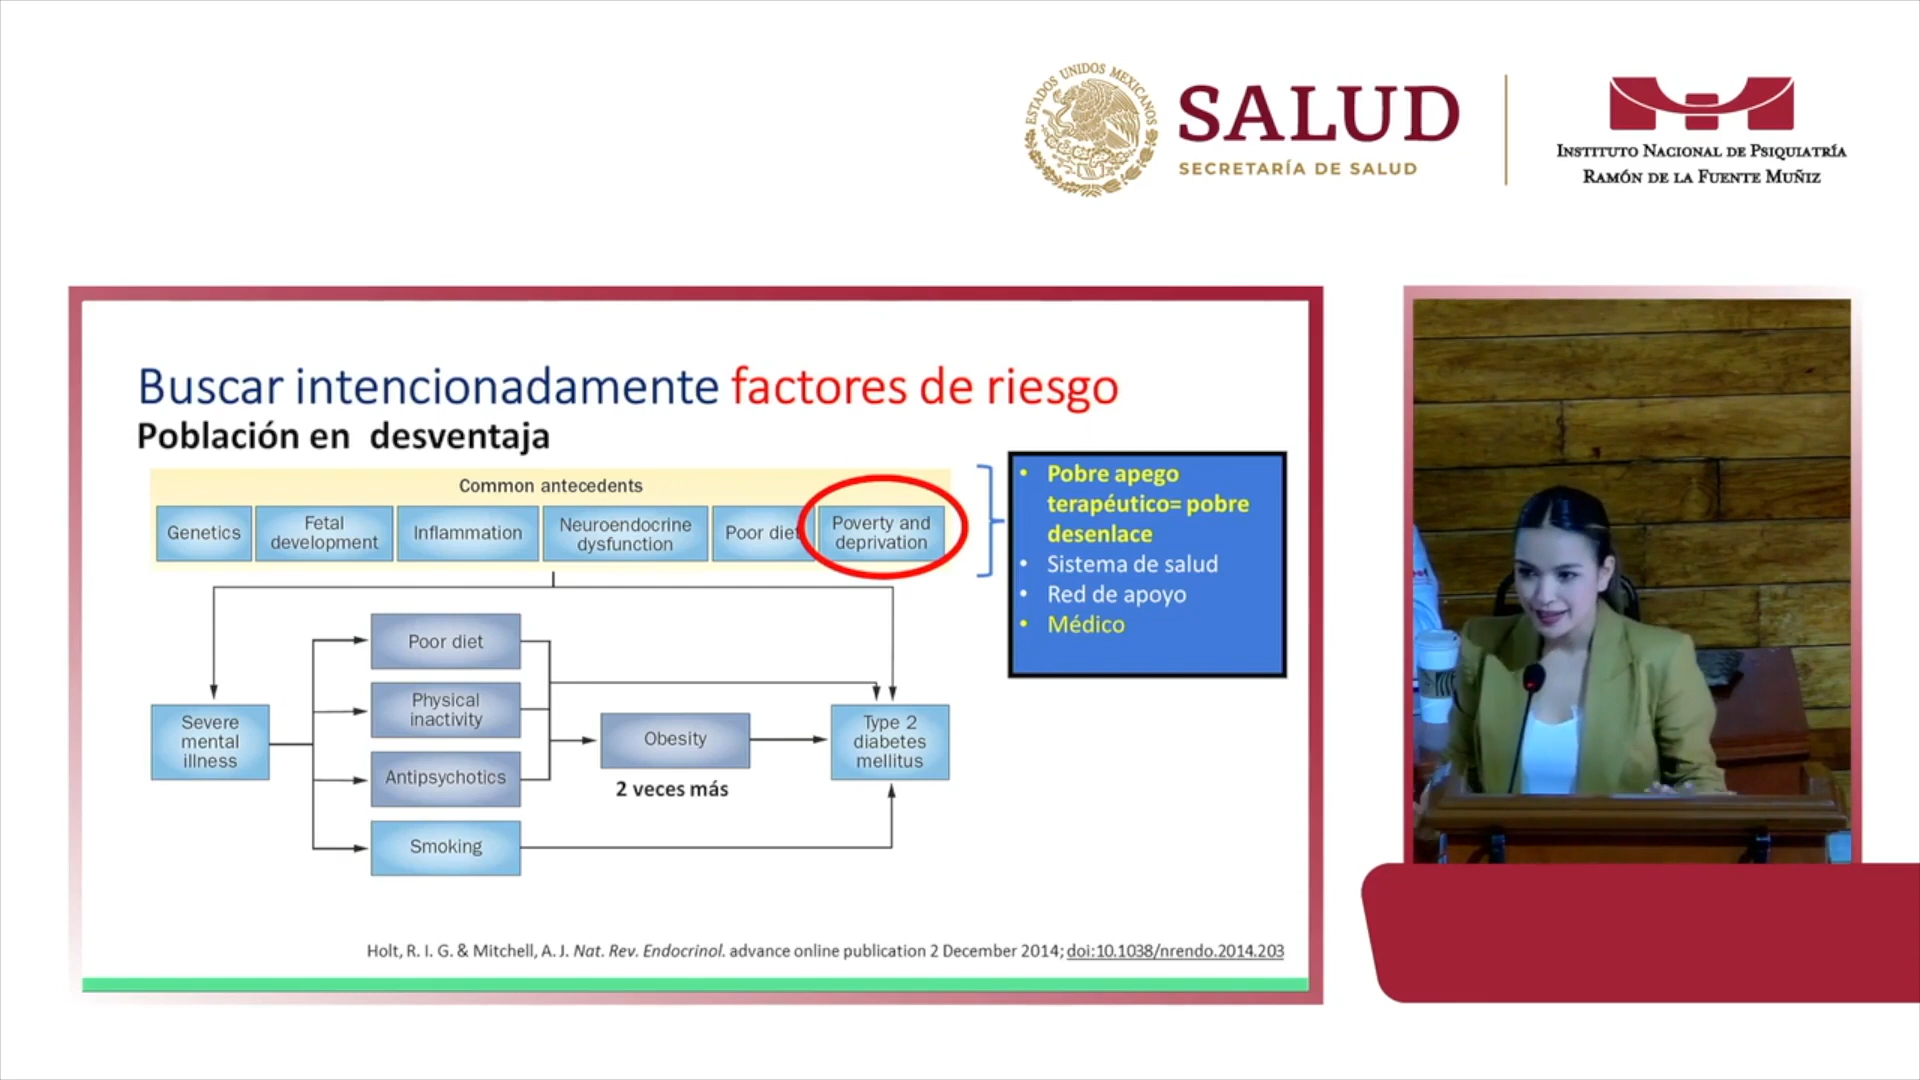 ESTADOS UNIDOS MEXICANOS
SALUD
SECRETARÍA DE SALUD
INSTITUTO NACIONAL DE PSIQUIATRÍA
RAMÓN DE LA FUENTE MUÑIZ
Buscar intencionadamente factores de riesgo
Población en desventaja
Common antecedents
Genetics
Fetal
development
Inflammation
Neuroendocrine
dysfunction
Poor diet
Poverty and
deprivation
• Pobre apego
terapéutico= pobre
desenlace
• Sistema de salud
• Red de apoyo
• Médico
Severe
mental
illness
Poor diet
Physical
inactivity
Antipsychotics
Smoking
Obesity
2 veces más
Type 2
diabetes
mellitus
Holt, R. I. G. & Mitchell, A. J. Nat. Rev. Endocrinol. advance online publication 2 December 2014; doi:10.1038/nrendo.2014.203